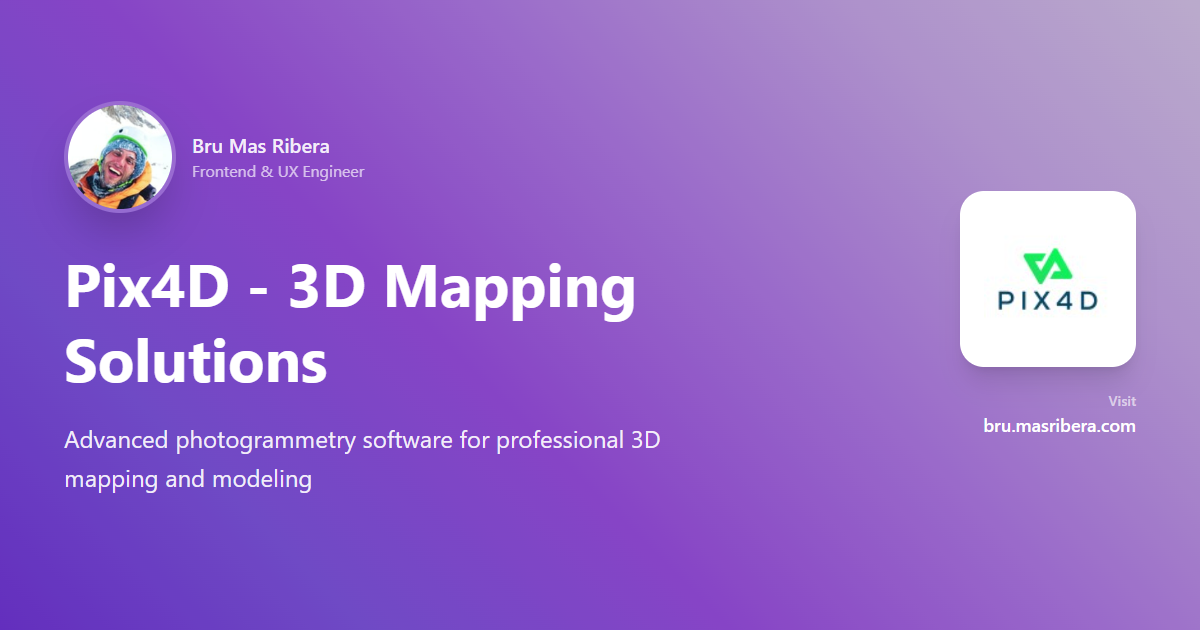 Bru Mas Ribera
Frontend & UX Engineer
Pix4D - 3D Mapping
Solutions
Advanced photogrammetry software for professional 3D
mapping and modeling
PIX4D
Visit
bru.masribera.com